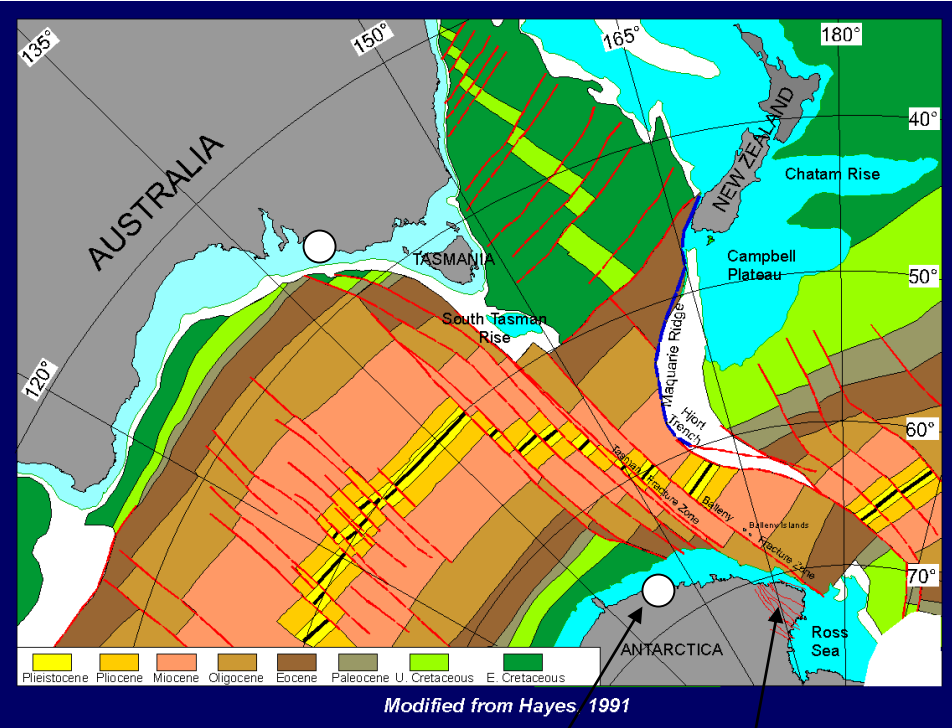 135°
150°
165°
180°
40°
NEW ZEALAND
Chatam Rise
AUSTRALIA
TASMANIA
Campbell
Plateau
50°
South Tasman
Rise
Maquarie Ridge
120°
Hjort
Trench
60°
Tasman Fracture Zone
Balleny
Balleny Islands
Fracture Zone
70°
Ross
Sea
ANTARCTICA
Plieistocene Pliocene Miocene Oligocene Eocene Paleocene U. Cretaceous E. Cretaceous
Modified from Hayes, 1991